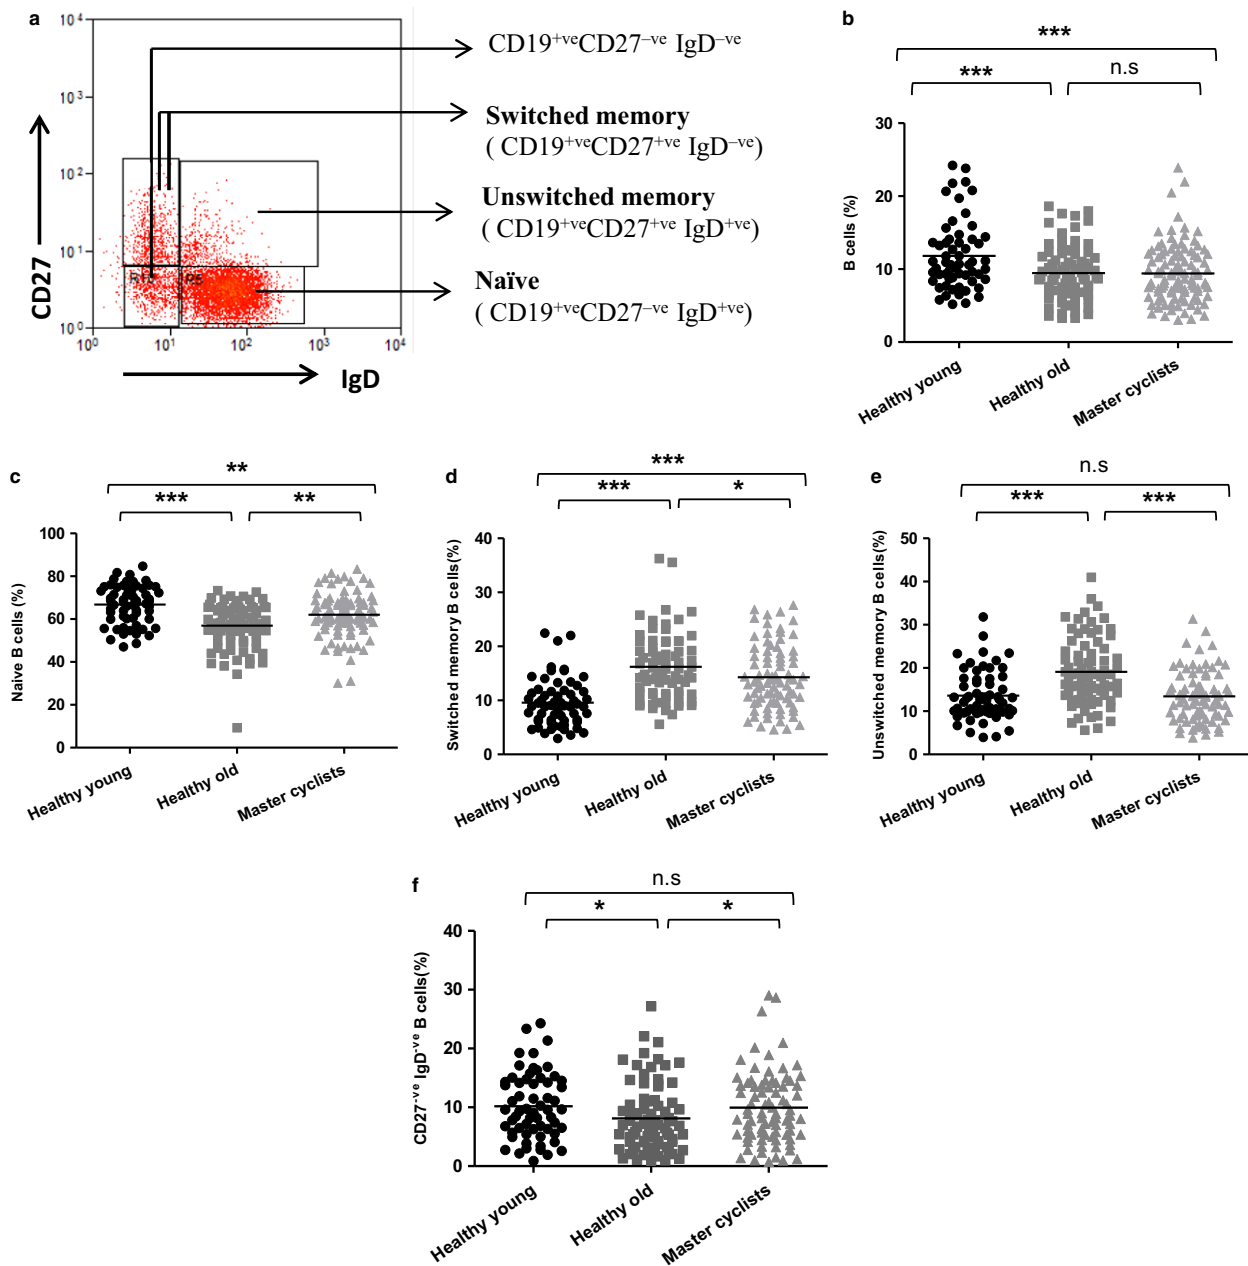 a
10⁴
10³
10²
10¹
10⁰
CD27
R5
10⁰ 10¹ 10² 10³ 10⁴
IgD
CD19⁺ᵛᵉCD27⁻ᵛᵉ IgD⁻ᵛᵉ
Switched memory
( CD19⁺ᵛᵉCD27⁺ᵛᵉ IgD⁻ᵛᵉ)
Unswitched memory
( CD19⁺ᵛᵉCD27⁺ᵛᵉ IgD⁺ᵛᵉ)
Naïve
( CD19⁺ᵛᵉCD27⁻ᵛᵉ IgD⁺ᵛᵉ)
b
***
*** n.s
B cells (%)
30
20
10
0
Healthy young
Healthy old
Master cyclists
c
**
*** **
Naive B cells (%)
100
80
60
40
20
0
Healthy young
Healthy old
Master cyclists
d
***
*** *
Switched memory B cells(%)
40
30
20
10
0
Healthy young
Healthy old
Master cyclists
e
n.s
*** ***
Unswitched memory B cells(%)
50
40
30
20
10
0
Healthy young
Healthy old
Master cyclists
f
n.s
* *
CD27⁻ᵛᵉ IgD⁻ᵛᵉ B cells(%)
40
30
20
10
0
Healthy young
Healthy old
Master cyclists